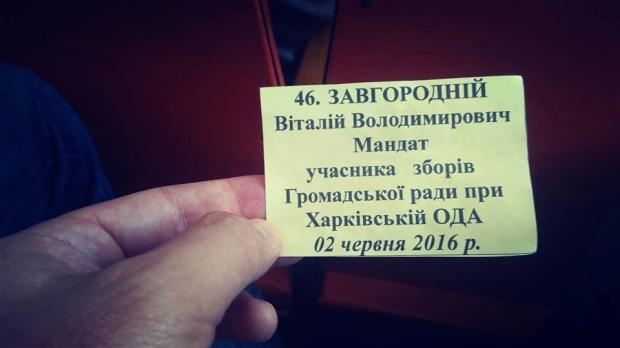 46. ЗАВГОРОДНІЙ
Віталій Володимирович
Мандат
учасника зборів
Громадської ради при
Харківській ОДА
02 червня 2016 р.